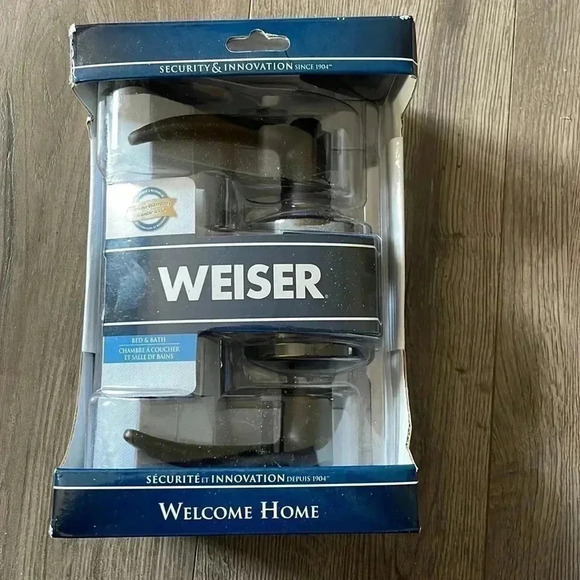 SECURITY & INNOVATION SINCE 1904™
WEISER®
BED & BATH
CHAMBRE À COUCHER
ET SALLE DE BAINS
SÉCURITÉ ET INNOVATION DEPUIS 1904™
WELCOME HOME